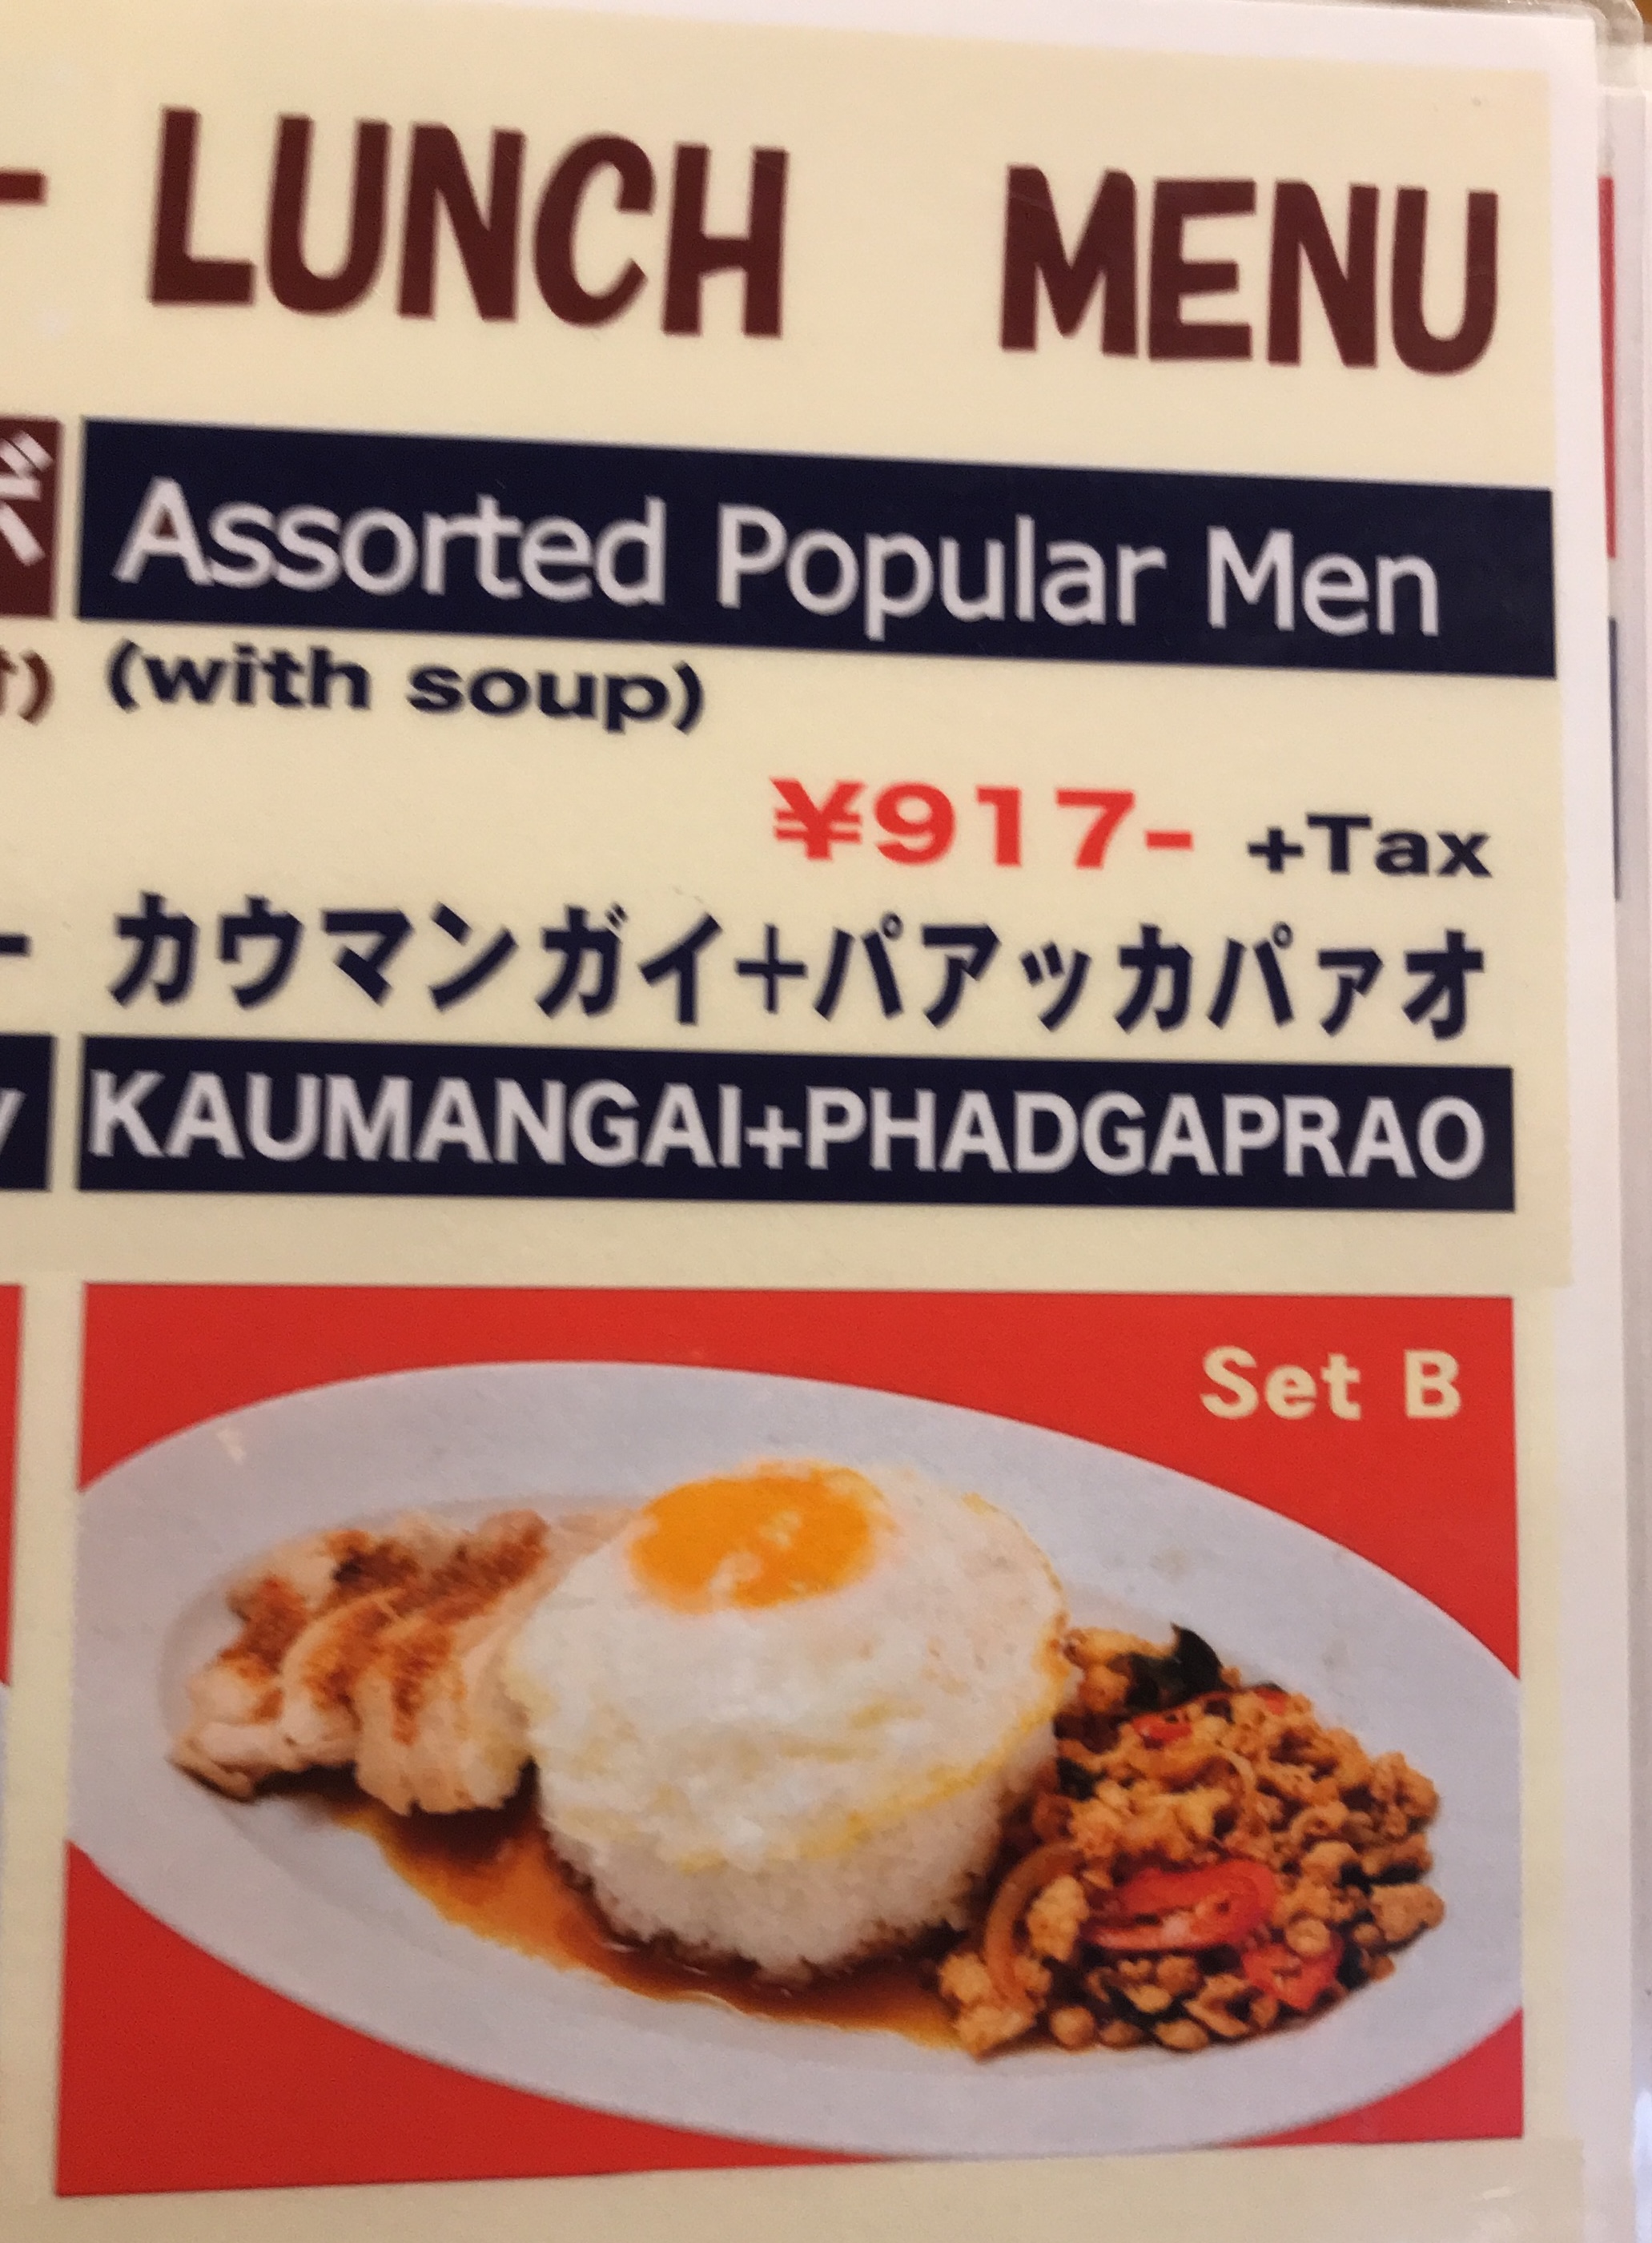 LUNCH MENU
Assorted Popular Men
(with soup)
¥917- +Tax
カウマンガイ+パアッカパァオ
KAUMANGAI+PHADGAPRAO
Set B